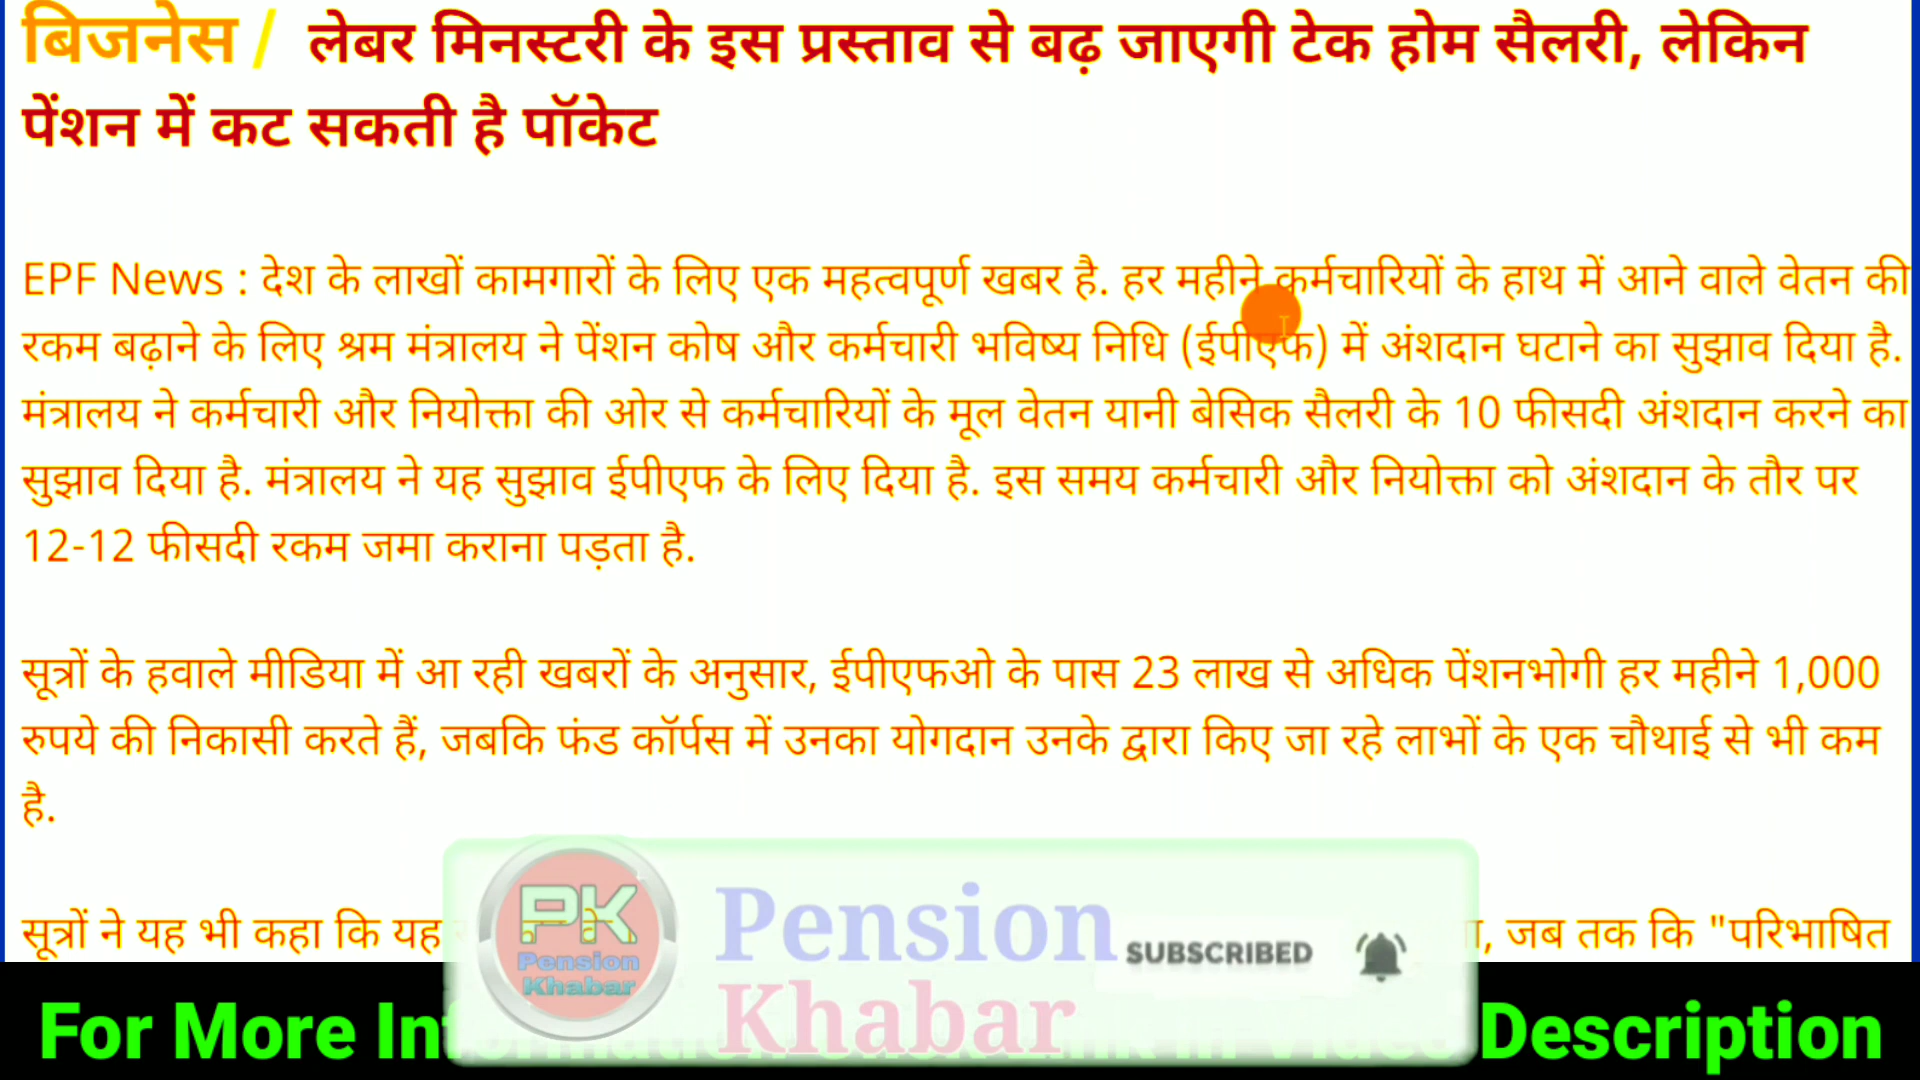 बिजनेस / लेबर मिनस्टरी के इस प्रस्ताव से बढ़ जाएगी टेक होम सैलरी, लेकिन
पेंशन में कट सकती है पॉकेट
EPF News : देश के लाखों कामगारों के लिए एक महत्वपूर्ण खबर है. हर महीने कर्मचारियों के हाथ में आने वाले वेतन की
रकम बढ़ाने के लिए श्रम मंत्रालय ने पेंशन कोष और कर्मचारी भविष्य निधि (ईपीएफ) में अंशदान घटाने का सुझाव दिया है.
मंत्रालय ने कर्मचारी और नियोक्ता की ओर से कर्मचारियों के मूल वेतन यानी बेसिक सैलरी के 10 फीसदी अंशदान करने का
सुझाव दिया है. मंत्रालय ने यह सुझाव ईपीएफ के लिए दिया है. इस समय कर्मचारी और नियोक्ता को अंशदान के तौर पर
12-12 फीसदी रकम जमा कराना पड़ता है.
सूत्रों के हवाले मीडिया में आ रही खबरों के अनुसार, ईपीएफओ के पास 23 लाख से अधिक पेंशनभोगी हर महीने 1,000
रुपये की निकासी करते हैं, जबकि फंड कॉर्पस में उनका योगदान उनके द्वारा किए जा रहे लाभों के एक चौथाई से भी कम
है.
सूत्रों ने यह भी कहा कि यह जब तक कि "परिभाषित
PK
Pension
Khabar
Pension
Khabar
SUBSCRIBED
For More Description